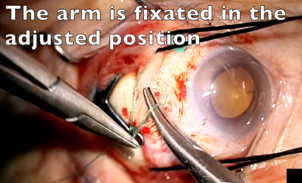 The arm is fixated in the
adjusted position